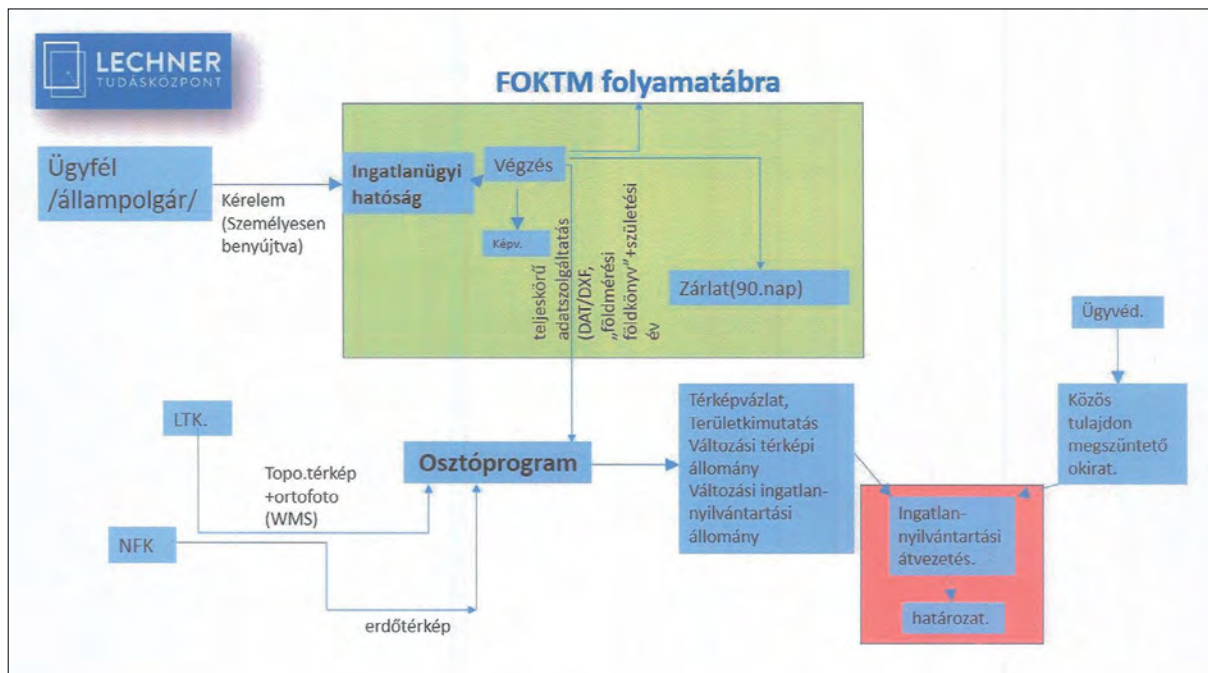 LECHNER
TUDÁSKÖZPONT
FOKTM folyamatábra
Ügyfél
/állampolgár/
Kérelem
(Személyesen
benyújtva)
Ingatlanügyi
hatóság
Végzés
Képv.
teljeskörű
adatszolgáltatás
(DAT/DXF,
„földmérési
földkönyv"+születési
év
Zárlat(90.nap)
Ügyvéd.
Közös
tulajdon
megszüntető
okirat.
LTK.
Topo.térkép
+ortofoto
(WMS)
NFK
erdőtérkép
Osztóprogram
Térképvázlat,
Területkimutatás
Változási térképi
állomány
Változási ingatlan-
nyilvántartási
állomány
Ingatlan-
nyilvántartási
átvezetés.
határozat.